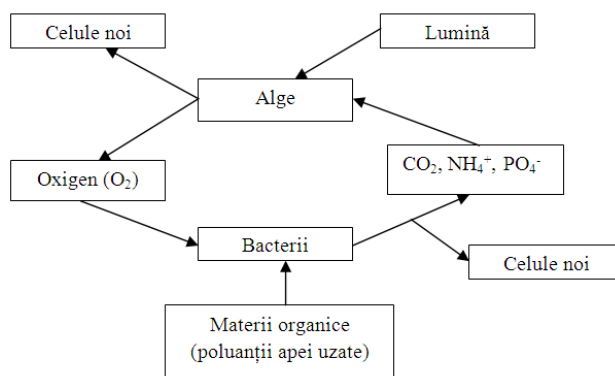 Celule noi
Lumină
Alge
Oxigen (O₂)
CO₂, NH₄⁺, PO₄⁻
Bacterii
Celule noi
Materii organice
(poluanții apei uzate)